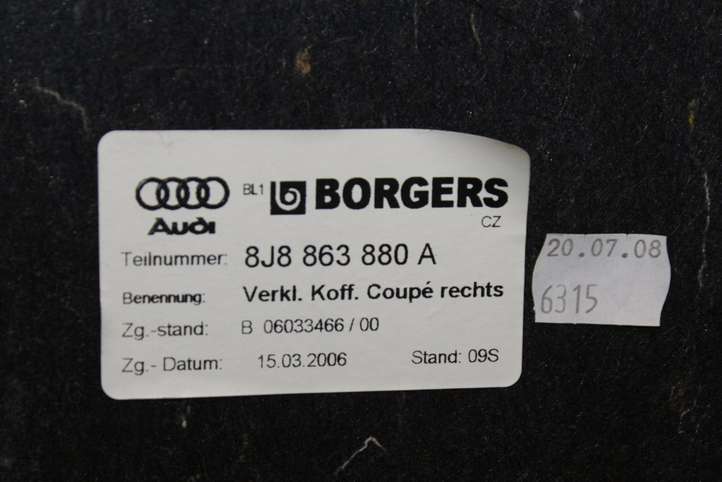 BL1 BORGERS
Audi
CZ
Teilnummer: 8J8 863 880 A
Benennung: Verkl. Koff. Coupé rechts
Zg.-stand: B 06033466 / 00
Zg.- Datum: 15.03.2006 Stand: 09S
20.07.08
6315